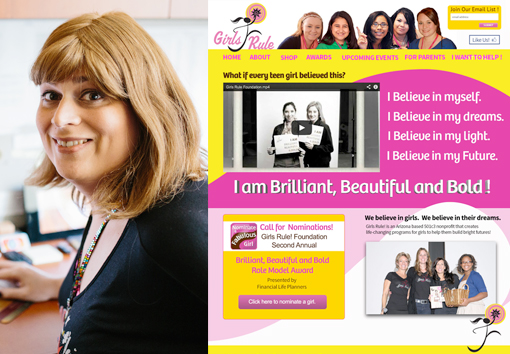 Girls Rule
Join Our Email List !
Like Us!
HOME ABOUT SHOP AWARDS UPCOMING EVENTS FOR PARENTS I WANT TO HELP !
What if every teen girl believed this?
Girls Rule Foundation.mp4
I Believe in myself.
I Believe in my dreams.
I Believe in my light.
I Believe in my Future.
I am Brilliant, Beautiful and Bold !
Nominate
a
Fabulous
Girl
Call for Nominations!
Girls Rule! Foundation
Second Annual
Brilliant, Beautiful and Bold
Role Model Award
Presented by
Financial Life Planners
Click here to nominate a girl.
We believe in girls. We believe in their dreams.
Girls Rule! Is an Arizona based 501c3 nonprofit that creates
life-changing programs for girls to help them build bright futures!